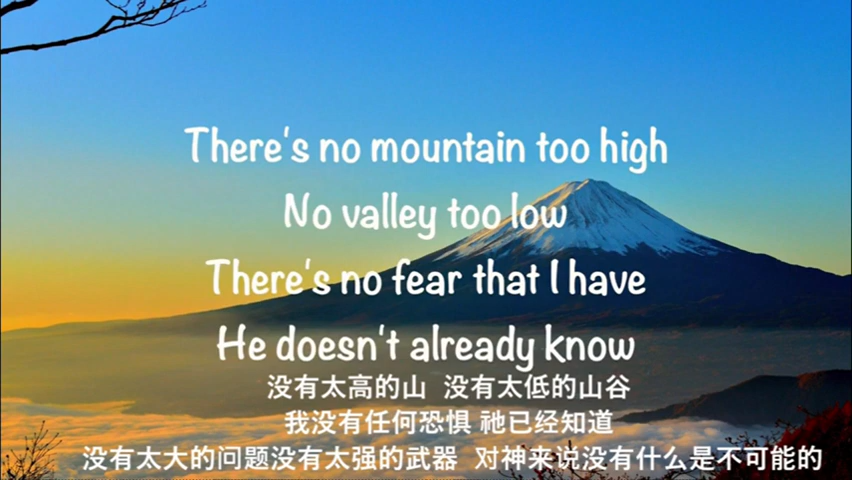 There's no mountain too high
No valley too low
There's no fear that I have
He doesn't already know
没有太高的山 没有太低的山谷
我没有任何恐惧 祂已经知道
没有太大的问题没有太强的武器 对神来说没有什么是不可能的